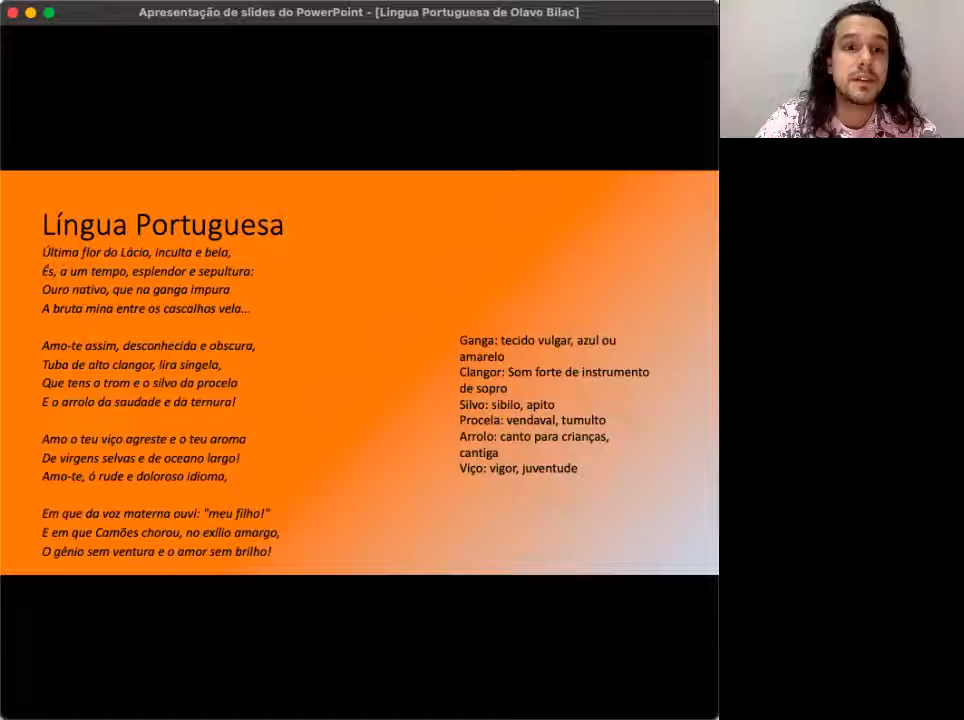 Apresentação de slides do PowerPoint - [Língua Portuguesa de Olavo Bilac]
Língua Portuguesa
Última flor do Lácio, inculta e bela,
És, a um tempo, esplendor e sepultura:
Ouro nativo, que na ganga impura
A bruta mina entre os cascalhos vela...
Amo-te assim, desconhecida e obscura,
Tuba de alto clangor, lira singela,
Que tens o trom e o silvo da procela
E o arrolo da saudade e da ternura!
Amo o teu viço agreste e o teu aroma
De virgens selvas e de oceano largo!
Amo-te, ó rude e doloroso idioma,
Em que da voz materna ouvi: "meu filho!"
E em que Camões chorou, no exílio amargo,
O gênio sem ventura e o amor sem brilho!
Ganga: tecido vulgar, azul ou
amarelo
Clangor: Som forte de instrumento
de sopro
Silvo: sibilo, apito
Procela: vendaval, tumulto
Arrolo: canto para crianças,
cantiga
Viço: vigor, juventude